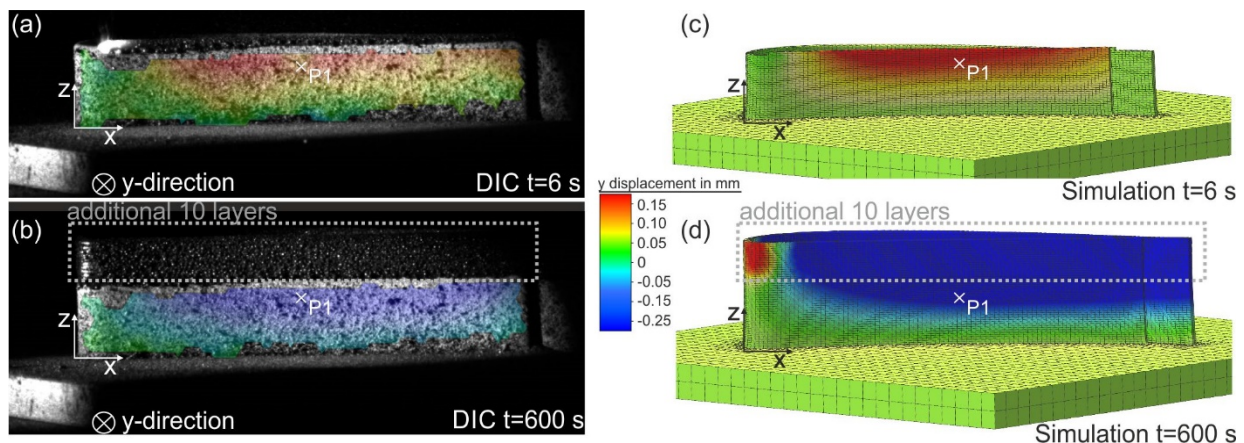 (a)
P1
Z
x
⊗ y-direction
DIC t=6 s
(b)
additional 10 layers
P1
Z
x
⊗ y-direction
DIC t=600 s
y displacement in mm
0.15
0.10
0.05
0
-0.05
-0.15
-0.25
(c)
P1
Z
x
Simulation t=6 s
(d)
additional 10 layers
P1
Z
x
Simulation t=600 s